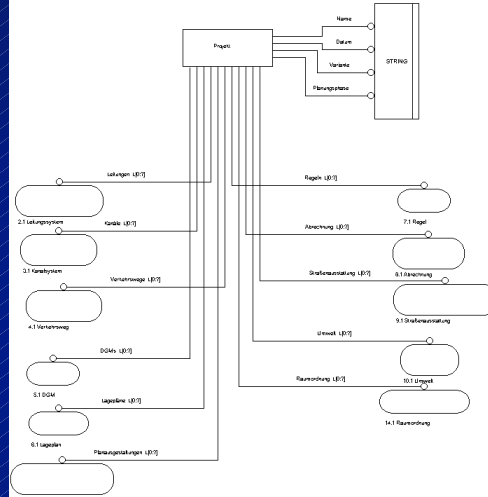 Name
Datum
Variante
Planungsphase
Projekt
STRING
Leitungen L[0:?]
2.1 Leitungssystem
Kanäle L[0:?]
3.1 Kanalsystem
Verkehrswege L[0:?]
4.1 Verkehrsweg
DGMs L[0:?]
5.1 DGM
Lagepläne L[0:?]
6.1 Lageplan
Planausgestaltungen L[0:?]
Regeln L[0:?]
7.1 Regel
Abrechnung L[0:?]
8.1 Abrechnung
Straßenausstattung L[0:?]
9.1 Straßenausstattung
Umwelt L[0:?]
10.1 Umwelt
Raumordnung L[0:?]
14.1 Raumordnung